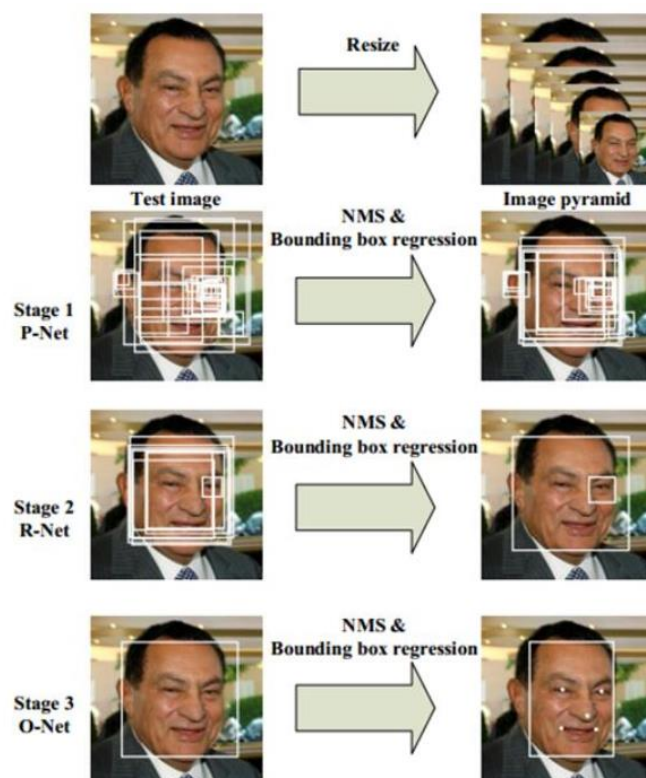 Resize
Test image
Image pyramid
NMS &
Bounding box regression
Stage 1
P-Net
NMS &
Bounding box regression
Stage 2
R-Net
NMS &
Bounding box regression
Stage 3
O-Net